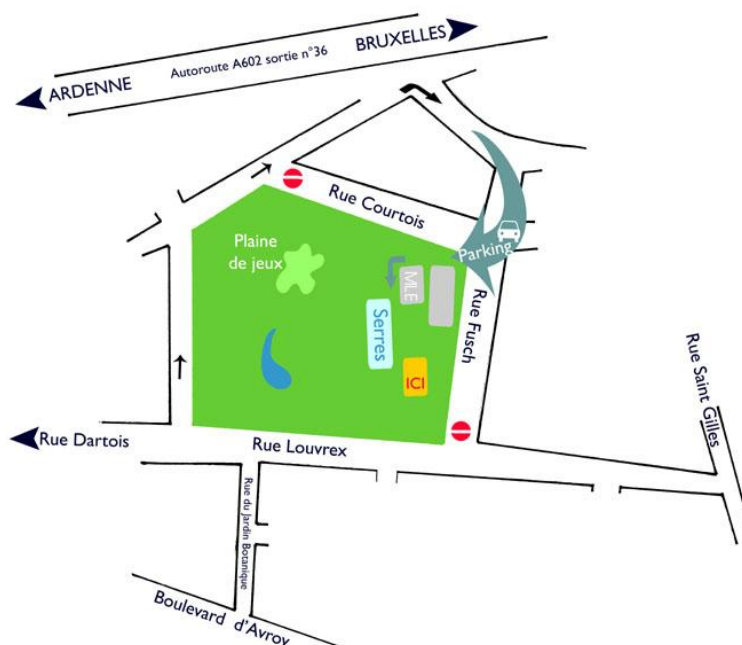 BRUXELLES
Autoroute A602 sortie n°36
ARDENNE
Rue Courtois
Parking
Plaine
de jeux
MLE
Rue Fusch
Serres
ICI
Rue Saint Gilles
Rue Dartois
Rue Louvrex
Rue du Jardin Botanique
Boulevard d'Avroy